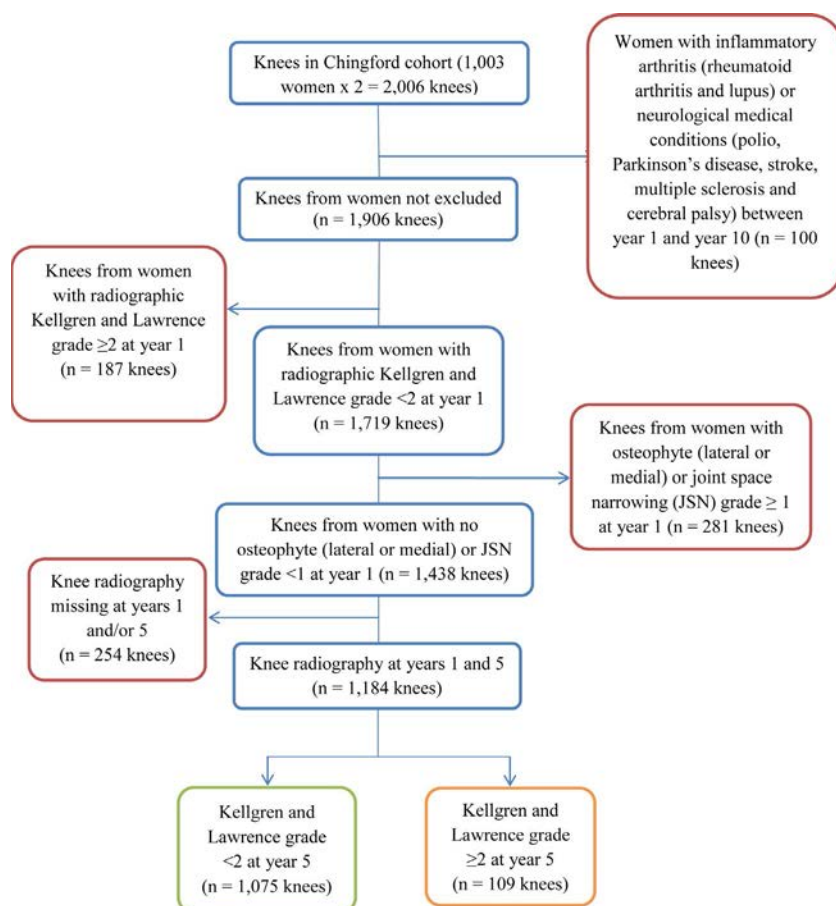 Knees in Chingford cohort (1,003
women x 2 = 2,006 knees)
Women with inflammatory
arthritis (rheumatoid
arthritis and lupus) or
neurological medical
conditions (polio,
Parkinson's disease, stroke,
multiple sclerosis and
cerebral palsy) between
year 1 and year 10 (n = 100
knees)
Knees from women not excluded
(n = 1,906 knees)
Knees from women
with radiographic
Kellgren and Lawrence
grade ≥2 at year 1
(n = 187 knees)
Knees from women with
radiographic Kellgren and
Lawrence grade <2 at year 1
(n = 1,719 knees)
Knees from women with
osteophyte (lateral or
medial) or joint space
narrowing (JSN) grade ≥ 1
at year 1 (n = 281 knees)
Knees from women with no
osteophyte (lateral or medial) or JSN
grade <1 at year 1 (n = 1,438 knees)
Knee radiography
missing at years 1
and/or 5
(n = 254 knees)
Knee radiography at years 1 and 5
(n = 1,184 knees)
Kellgren and
Lawrence grade
<2 at year 5
(n = 1,075 knees)
Kellgren and
Lawrence grade
≥2 at year 5
(n = 109 knees)